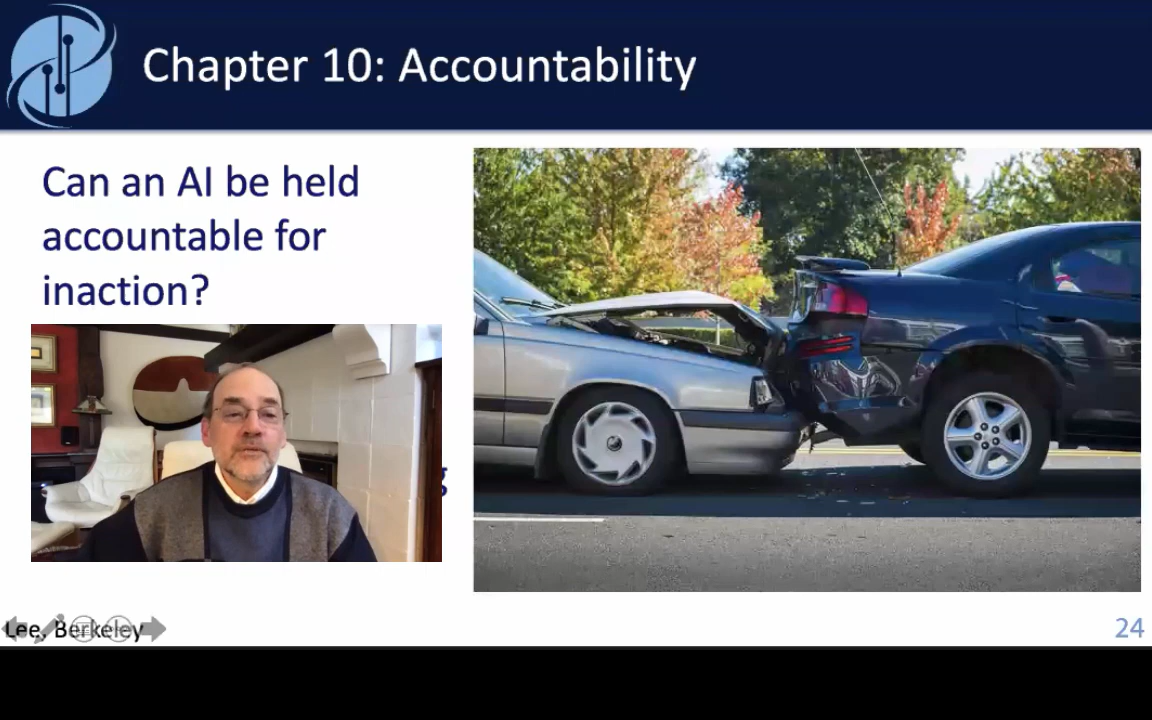 Chapter 10: Accountability
Can an AI be held
accountable for
inaction?
Lee, Berkeley
24